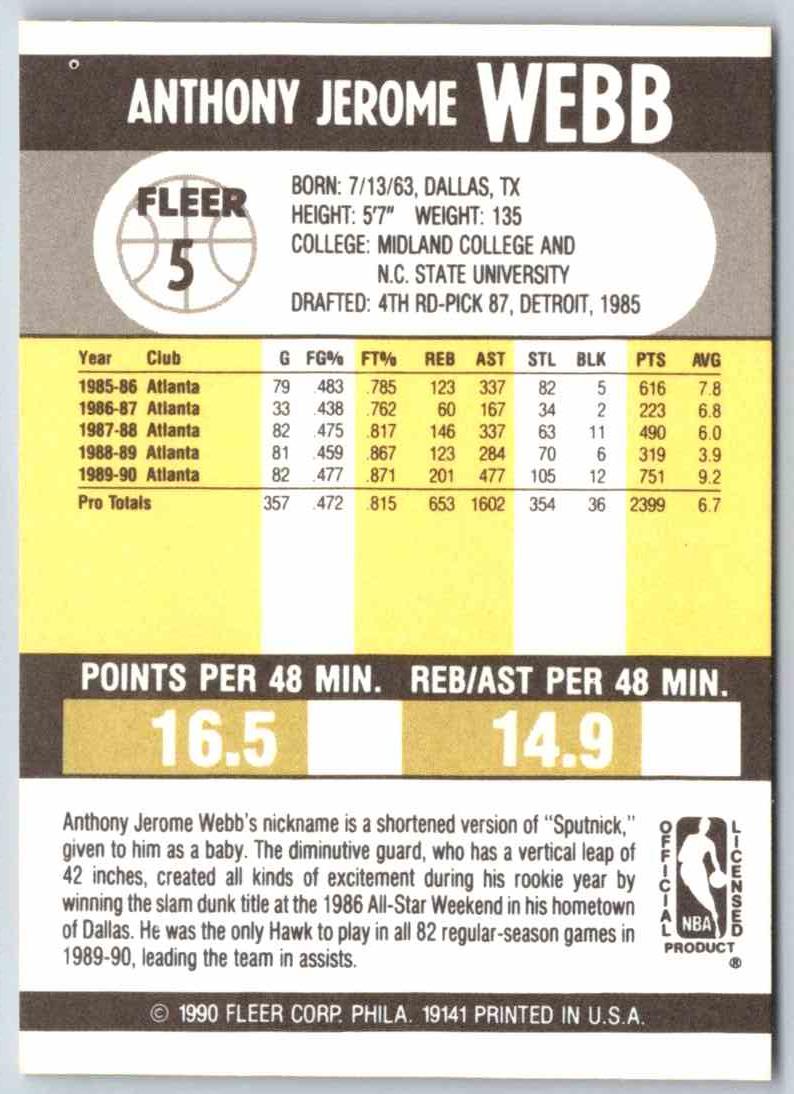 ANTHONY JEROME WEBB
FLEER
5
BORN: 7/13/63, DALLAS, TX
HEIGHT: 5'7" WEIGHT: 135
COLLEGE: MIDLAND COLLEGE AND
N.C. STATE UNIVERSITY
DRAFTED: 4TH RD-PICK 87, DETROIT, 1985
Year Club G FG% FT% REB AST STL BLK PTS AVG
1985-86 Atlanta 79 .483 .785 123 337 82 5 616 7.8
1986-87 Atlanta 33 .438 .762 60 167 34 2 223 6.8
1987-88 Atlanta 82 .475 .817 146 337 63 11 490 6.0
1988-89 Atlanta 81 .459 .867 123 284 70 6 319 3.9
1989-90 Atlanta 82 .477 .871 201 477 105 12 751 9.2
Pro Totals 357 .472 .815 653 1602 354 36 2399 6.7
POINTS PER 48 MIN. REB/AST PER 48 MIN.
16.5 14.9
Anthony Jerome Webb's nickname is a shortened version of "Sputnick,"
given to him as a baby. The diminutive guard, who has a vertical leap of
42 inches, created all kinds of excitement during his rookie year by
winning the slam dunk title at the 1986 All-Star Weekend in his hometown
of Dallas. He was the only Hawk to play in all 82 regular-season games in
1989-90, leading the team in assists.
OFFICIAL
LICENSED
NBA
PRODUCT
®
© 1990 FLEER CORP. PHILA. 19141 PRINTED IN U.S.A.